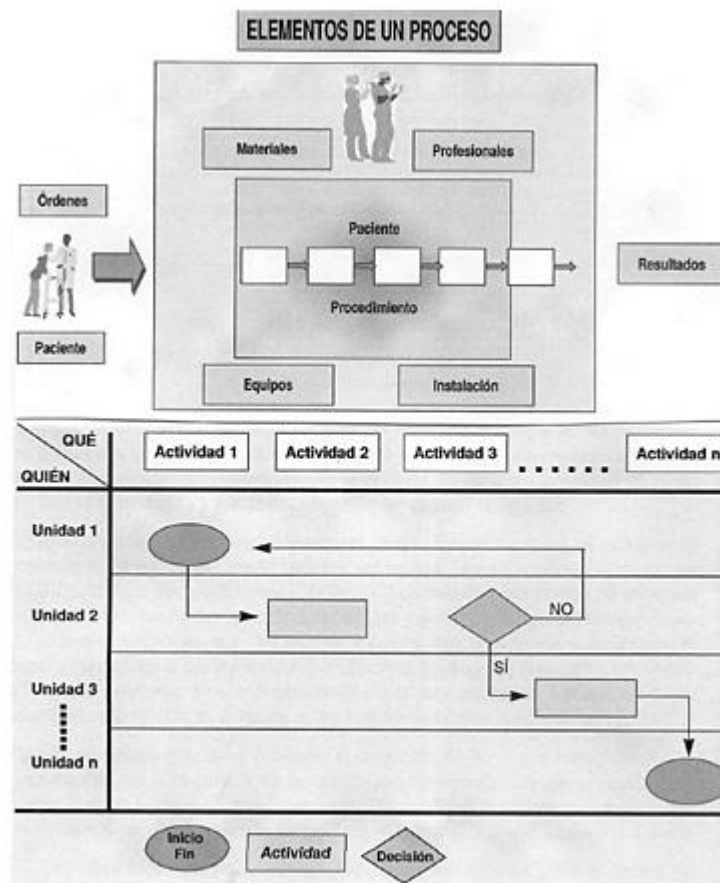 ELEMENTOS DE UN PROCESO
Materiales
Profesionales
Órdenes
Paciente
Resultados
Procedimiento
Paciente
Equipos
Instalación
QUÉ
QUIÉN
Actividad 1
Actividad 2
Actividad 3
Actividad n
Unidad 1
Unidad 2
NO
SÍ
Unidad 3
Unidad n
Inicio
Fin
Actividad
Decisión